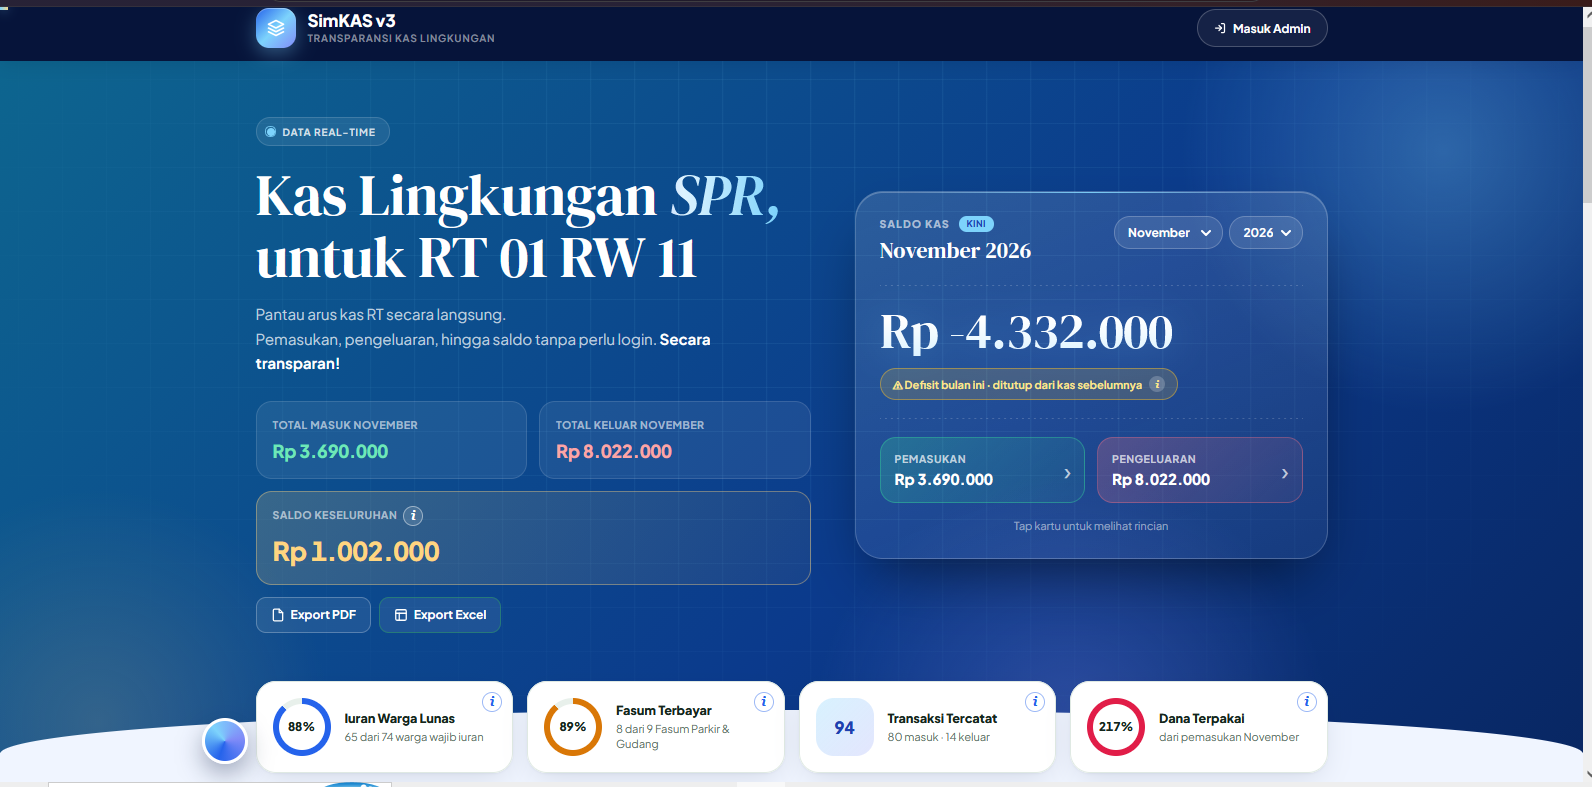 SimKAS v3
TRANSPARANSI KAS LINGKUNGAN
Masuk Admin
DATA REAL-TIME
Kas Lingkungan SPR,
untuk RT 01 RW 11
Pantau arus kas RT secara langsung.
Pemasukan, pengeluaran, hingga saldo tanpa perlu login. Secara
transparan!
TOTAL MASUK NOVEMBER
Rp 3.690.000
TOTAL KELUAR NOVEMBER
Rp 8.022.000
SALDO KESELURUHAN i
Rp 1.002.000
Export PDF
Export Excel
SALDO KAS KINI
November 2026
November
2026
Rp -4.332.000
⚠ Defisit bulan ini · ditutup dari kas sebelumnya i
PEMASUKAN
Rp 3.690.000
PENGELUARAN
Rp 8.022.000
Tap kartu untuk melihat rincian
88%
Iuran Warga Lunas
65 dari 74 warga wajib iuran
i
89%
Fasum Terbayar
8 dari 9 Fasum Parkir &
Gudang
i
94
Transaksi Tercatat
80 masuk · 14 keluar
i
217%
Dana Terpakai
dari pemasukan November
i